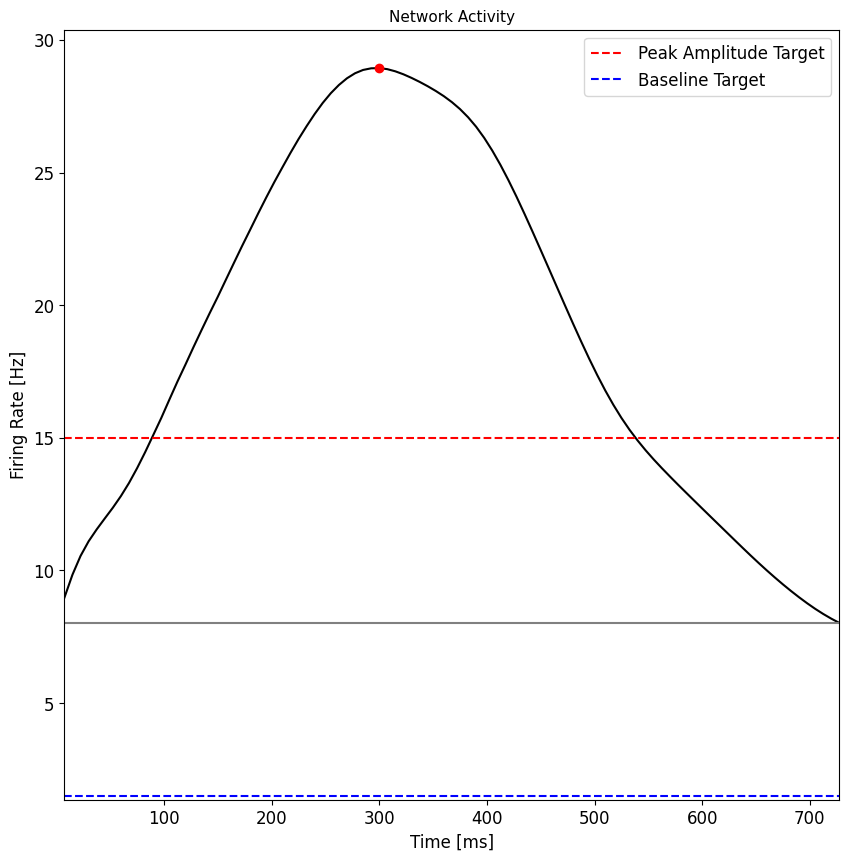 Network Activity
Peak Amplitude Target
Baseline Target
Firing Rate [Hz]
30
25
20
15
10
5
100 200 300 400 500 600 700
Time [ms]